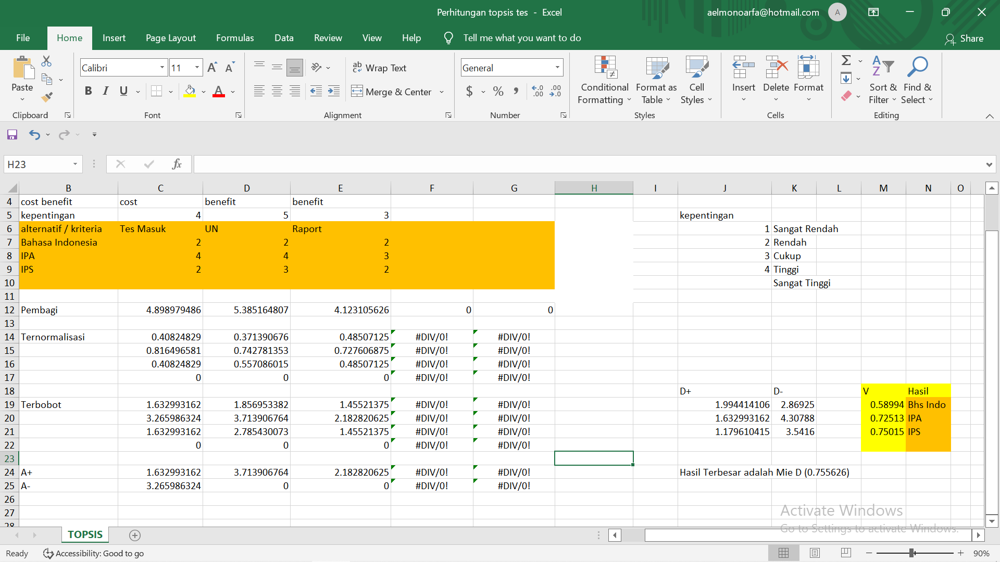 Perhitungan topsis tes - Excel
aelmonoarfa@hotmail.com
A
File Home Insert Page Layout Formulas Data Review View Help Tell me what you want to do Share
Paste
Clipboard
Calibri 11
B I U
Font
Wrap Text
Merge & Center
Alignment
General
$ % ,
Number
Conditional Formatting
Format as Table
Cell Styles
Styles
Insert Delete Format
Cells
Sort & Filter
Find & Select
Editing
H23
fx
B C D E F G H I J K L M N O
4 cost benefit cost benefit benefit
5 kepentingan 4 5 3 kepentingan
6 alternatif / kriteria Tes Masuk UN Raport 1 Sangat Rendah
7 Bahasa Indonesia 2 2 2 2 Rendah
8 IPA 4 4 3 3 Cukup
9 IPS 2 3 2 4 Tinggi
10 Sangat Tinggi
11
12 Pembagi 4.898979486 5.385164807 4.123105626 0 0
13
14 Ternormalisasi 0.40824829 0.371390676 0.48507125 #DIV/0! #DIV/0!
15 0.816496581 0.742781353 0.727606875 #DIV/0! #DIV/0!
16 0.40824829 0.557086015 0.48507125 #DIV/0! #DIV/0!
17 0 0 0 #DIV/0! #DIV/0!
18 D+ D- V Hasil
19 Terbobot 1.632993162 1.856953382 1.45521375 #DIV/0! #DIV/0! 1.994414106 2.86925 0.58994 Bhs Indo
20 3.265986324 3.713906764 2.182820625 #DIV/0! #DIV/0! 1.632993162 4.30788 0.72513 IPA
21 1.632993162 2.785430073 1.45521375 #DIV/0! #DIV/0! 1.179610415 3.5416 0.75015 IPS
22 0 0 0 #DIV/0! #DIV/0!
23
24 A+ 1.632993162 3.713906764 2.182820625 #DIV/0! #DIV/0! Hasil Terbesar adalah Mie D (0.755626)
25 A- 3.265986324 0 0 #DIV/0! #DIV/0!
26
27
28
Activate Windows
Go to Settings to activate Windows.
TOPSIS
Ready Accessibility: Good to go 90%